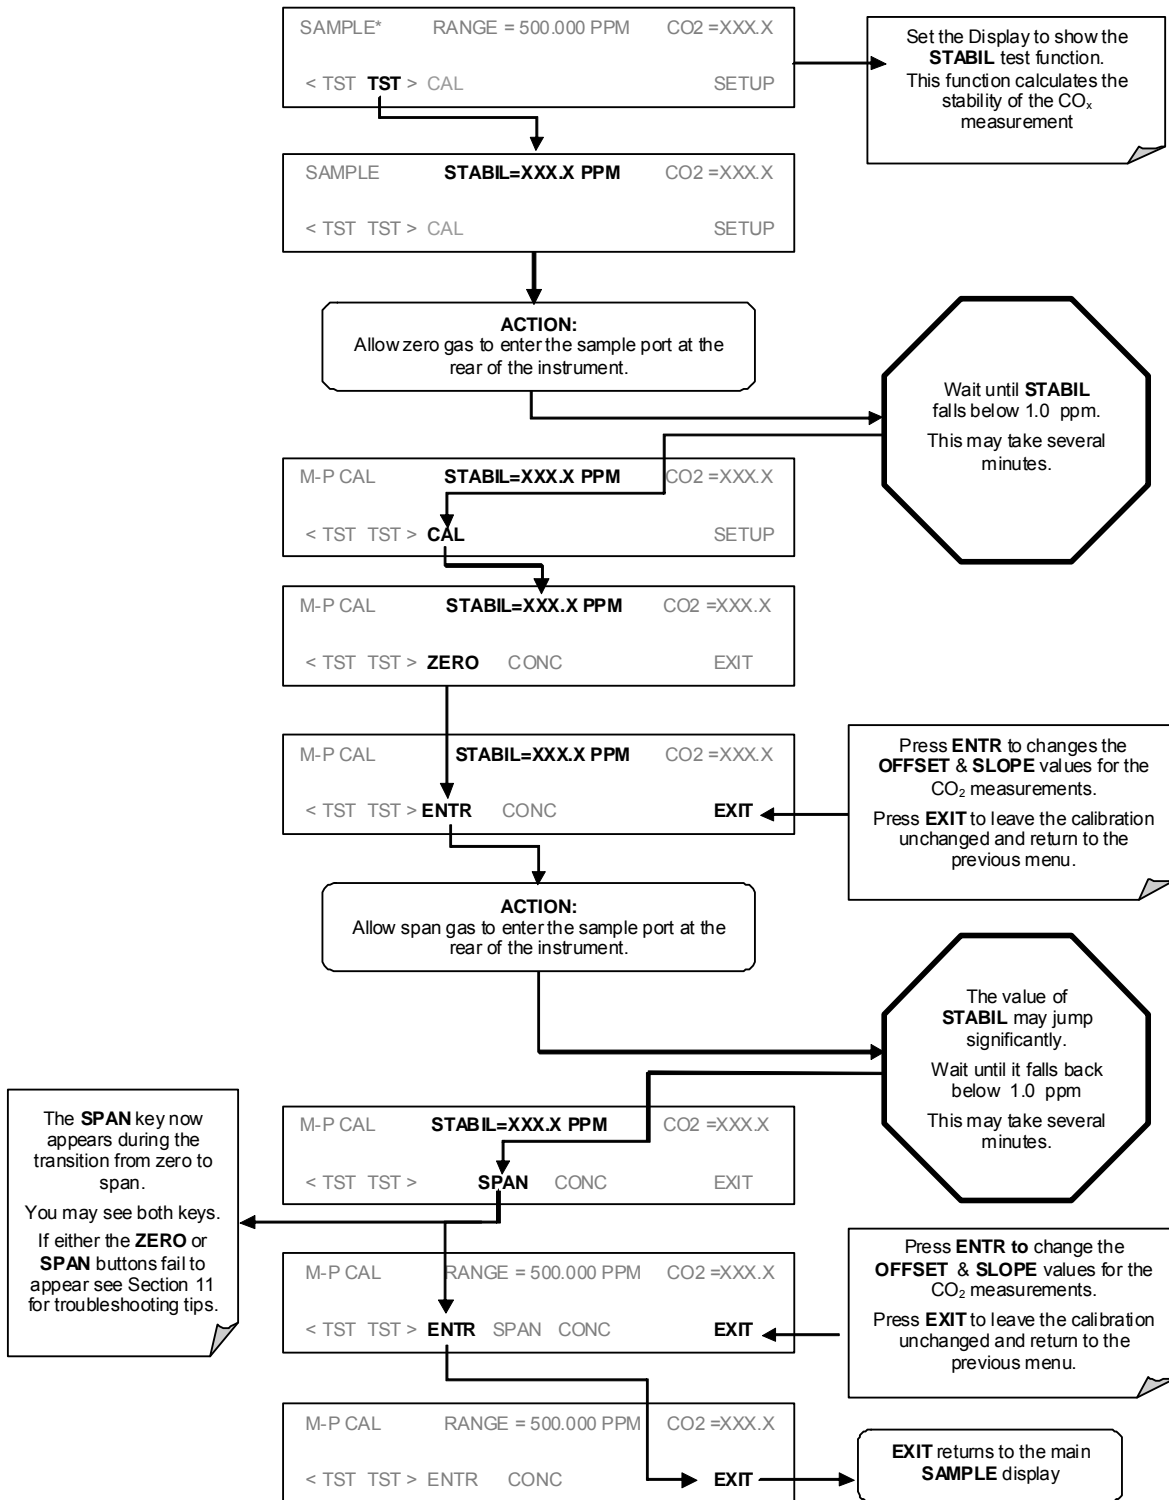 SAMPLE* RANGE = 500.000 PPM CO2 =XXX.X
< TST TST > CAL SETUP
Set the Display to show the
STABIL test function.
This function calculates the
stability of the COx
measurement
SAMPLE STABIL=XXX.X PPM CO2 =XXX.X
< TST TST > CAL SETUP
ACTION:
Allow zero gas to enter the sample port at the
rear of the instrument.
Wait until STABIL
falls below 1.0 ppm.
This may take several
minutes.
M-P CAL STABIL=XXX.X PPM CO2 =XXX.X
< TST TST > CAL SETUP
M-P CAL STABIL=XXX.X PPM CO2 =XXX.X
< TST TST > ZERO CONC EXIT
M-P CAL STABIL=XXX.X PPM CO2 =XXX.X
< TST TST > ENTR CONC EXIT
Press ENTR to changes the
OFFSET & SLOPE values for the
CO2 measurements.
Press EXIT to leave the calibration
unchanged and return to the
previous menu.
ACTION:
Allow span gas to enter the sample port at the
rear of the instrument.
The value of
STABIL may jump
significantly.
Wait until it falls back
below 1.0 ppm
This may take several
minutes.
The SPAN key now
appears during the
transition from zero to
span.
You may see both keys.
If either the ZERO or
SPAN buttons fail to
appear see Section 11
for troubleshooting tips.
M-P CAL STABIL=XXX.X PPM CO2 =XXX.X
< TST TST > SPAN CONC EXIT
M-P CAL RANGE = 500.000 PPM CO2 =XXX.X
< TST TST > ENTR SPAN CONC EXIT
Press ENTR to change the
OFFSET & SLOPE values for the
CO2 measurements.
Press EXIT to leave the calibration
unchanged and return to the
previous menu.
M-P CAL RANGE = 500.000 PPM CO2 =XXX.X
< TST TST > ENTR CONC EXIT
EXIT returns to the main
SAMPLE display